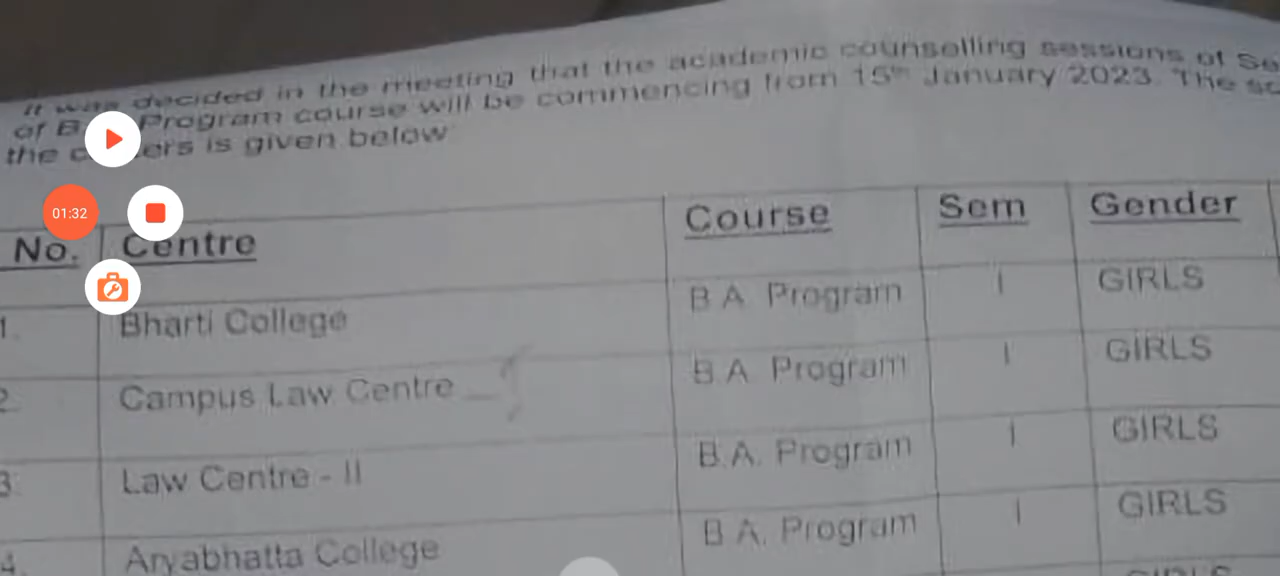 It was decided in the meeting that the academic counselling sessions of Se
of B. Program course will be commencing from 15th January 2023. The sc
the ers is given below
01:32
No. Centre Course Sem Gender
1. Bharti College B.A. Program I GIRLS
2. Campus Law Centre B.A. Program I GIRLS
3. Law Centre - II B.A. Program I GIRLS
4. Aryabhatta College B.A. Program I GIRLS